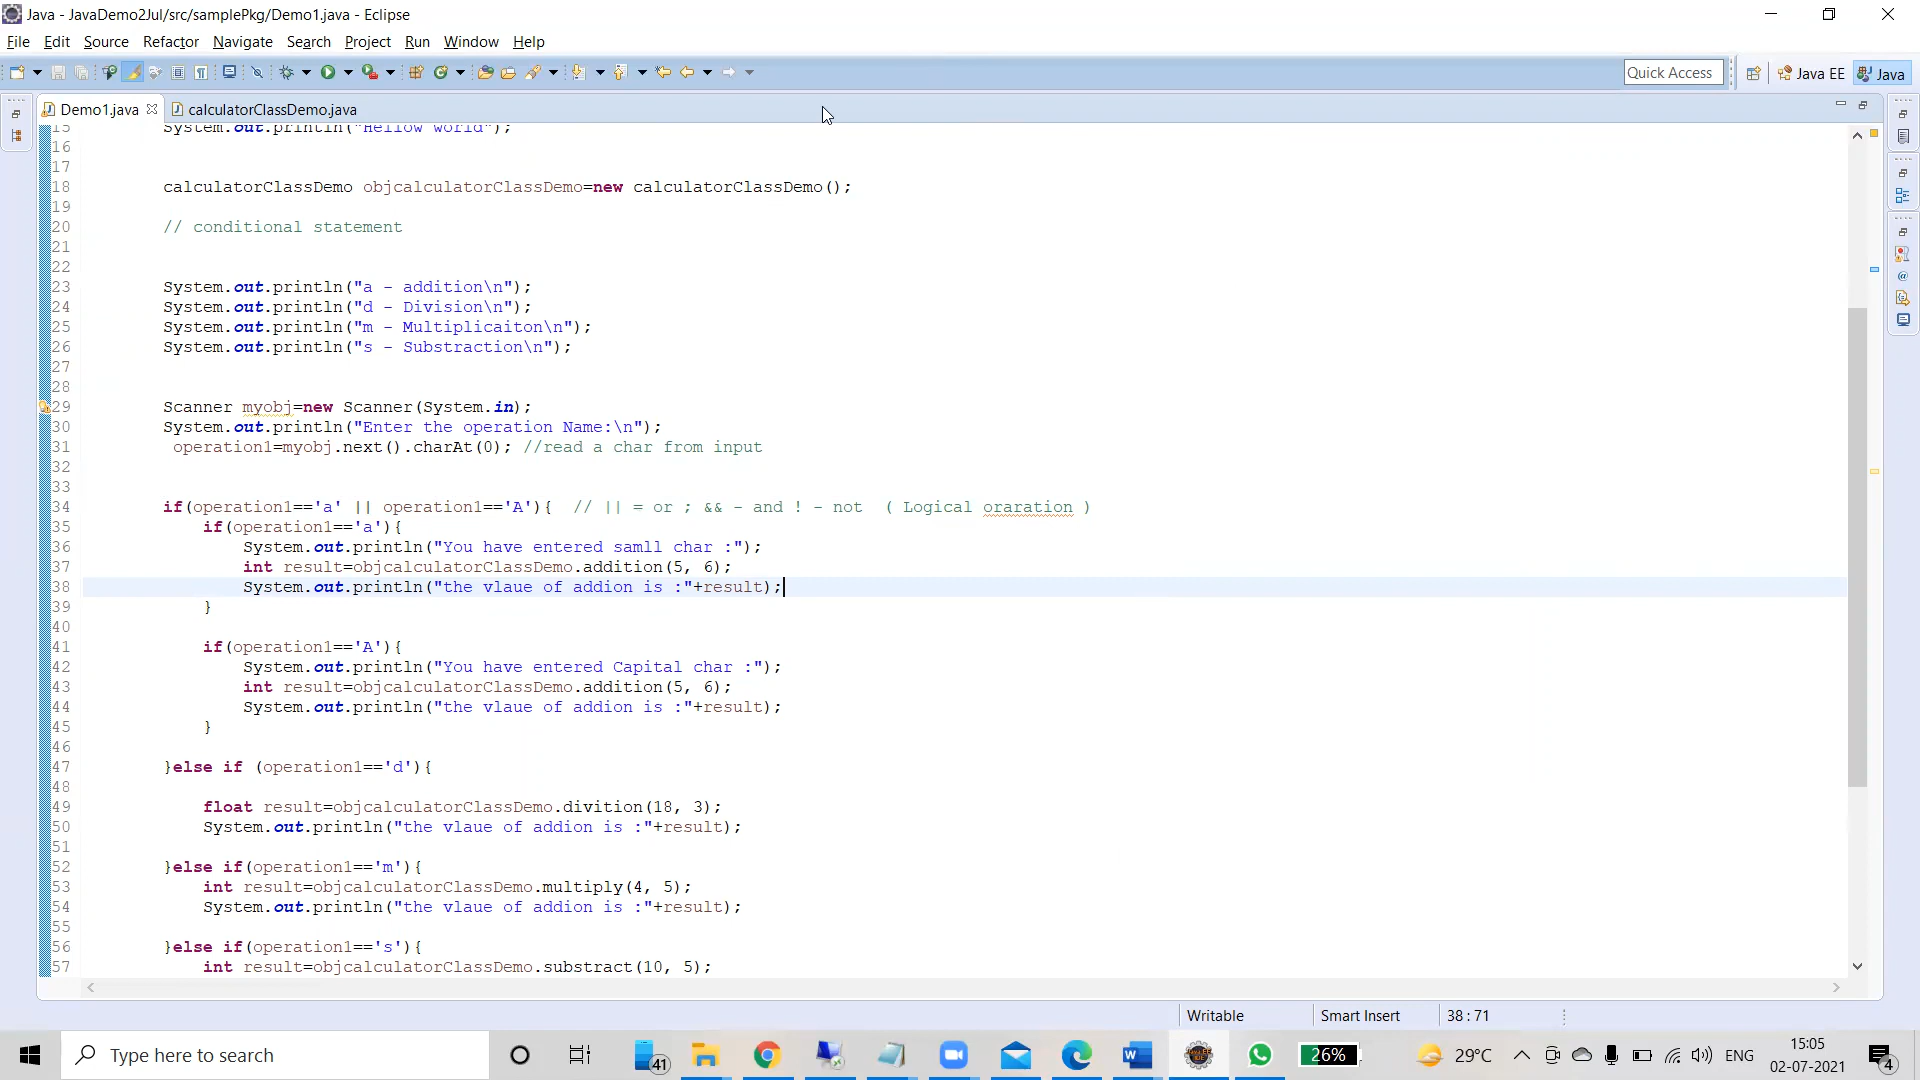 Java - JavaDemo2Jul/src/samplePkg/Demo1.java - Eclipse
File Edit Source Refactor Navigate Search Project Run Window Help
Quick Access Java EE Java
Demo1.java calculatorClassDemo.java
15 System.out.println("Hellow world");
16
17
18 calculatorClassDemo objcalculatorClassDemo=new calculatorClassDemo();
19
20 // conditional statement
21
22
23 System.out.println("a - addition\n");
24 System.out.println("d - Division\n");
25 System.out.println("m - Multiplicaiton\n");
26 System.out.println("s - Substraction\n");
27
28
29 Scanner myobj=new Scanner(System.in);
30 System.out.println("Enter the operation Name:\n");
31 operation1=myobj.next().charAt(0); //read a char from input
32
33
34 if(operation1=='a' || operation1=='A'){ // || = or ; && - and ! - not ( Logical oraration )
35 if(operation1=='a'){
36 System.out.println("You have entered samll char :");
37 int result=objcalculatorClassDemo.addition(5, 6);
38 System.out.println("the vlaue of addion is :"+result);
39 }
40
41 if(operation1=='A'){
42 System.out.println("You have entered Capital char :");
43 int result=objcalculatorClassDemo.addition(5, 6);
44 System.out.println("the vlaue of addion is :"+result);
45 }
46
47 }else if (operation1=='d'){
48
49 float result=objcalculatorClassDemo.divition(18, 3);
50 System.out.println("the vlaue of addion is :"+result);
51
52 }else if(operation1=='m'){
53 int result=objcalculatorClassDemo.multiply(4, 5);
54 System.out.println("the vlaue of addion is :"+result);
55
56 }else if(operation1=='s'){
57 int result=objcalculatorClassDemo.substract(10, 5);
Writable Smart Insert 38 : 71
Type here to search 41 26% 29°C ENG 15:05
02-07-2021 4